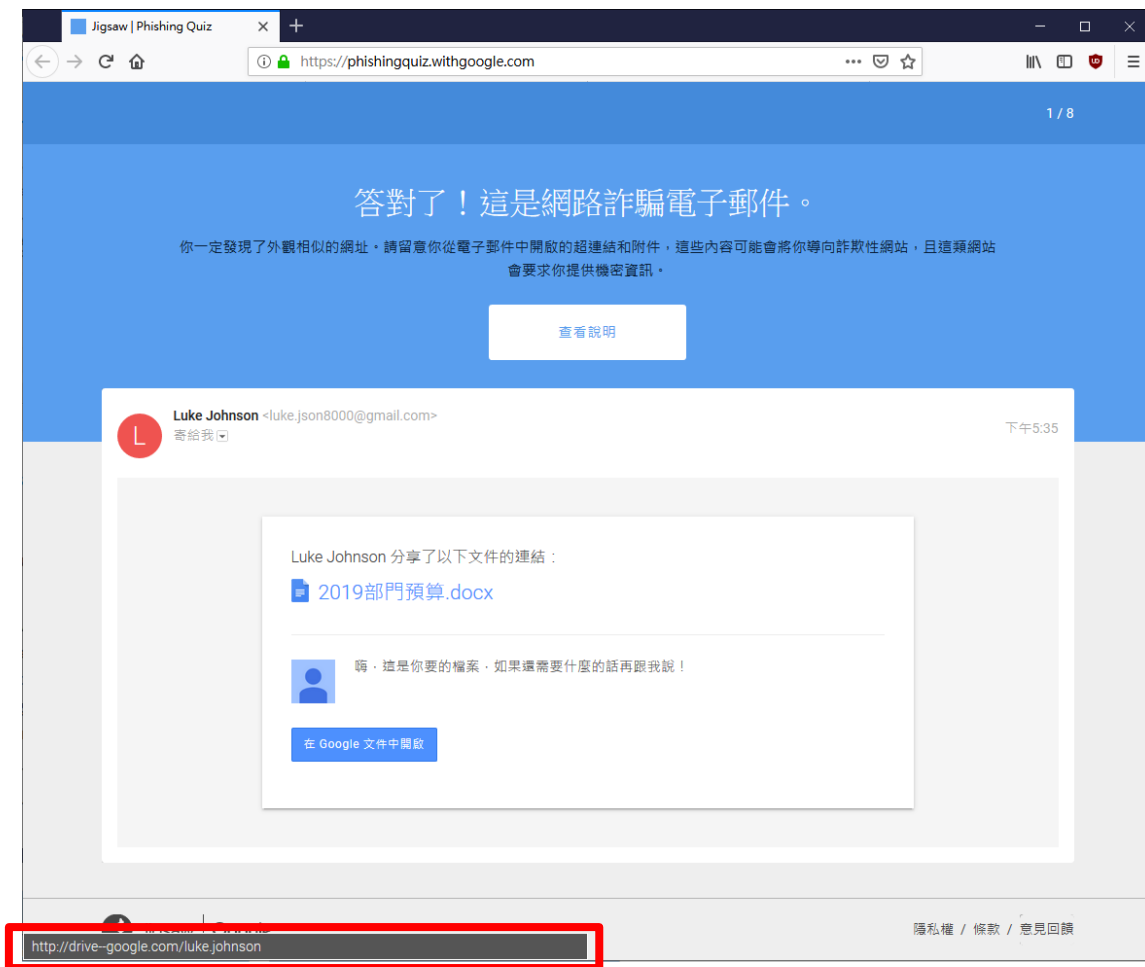 Jigsaw | Phishing Quiz
https://phishingquiz.withgoogle.com
1 / 8
答對了！這是網路詐騙電子郵件。
你一定發現了外觀相似的網址。請留意你從電子郵件中開啟的超連結和附件，這些內容可能會將你導向詐欺性網站，且這類網站
會要求你提供機密資訊。
查看說明
L
Luke Johnson <luke.json8000@gmail.com>
寄給我
下午5:35
Luke Johnson 分享了以下文件的連結：
2019部門預算.docx
嗨，這是你要的檔案，如果還需要什麼的話再跟我說！
在 Google 文件中開啟
隱私權 / 條款 / 意見回饋
http://drive--google.com/luke.johnson